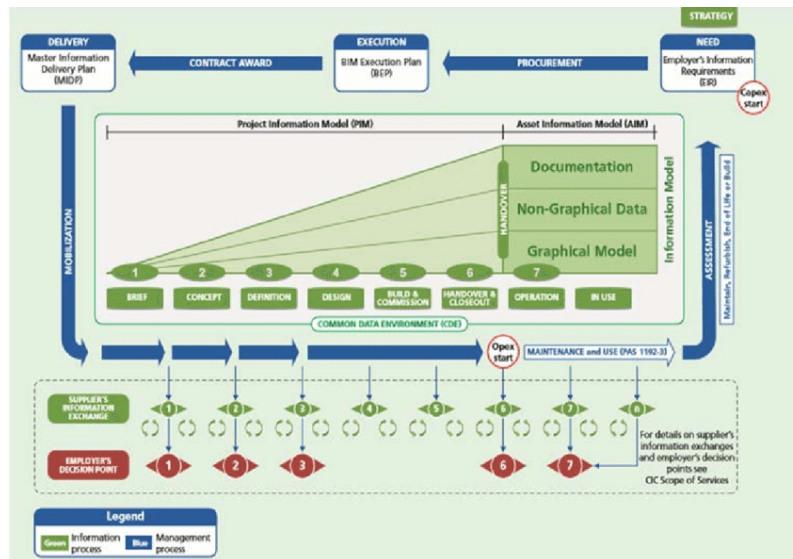 STRATEGY
DELIVERY
Master Information
Delivery Plan
(MIDP)
CONTRACT AWARD
EXECUTION
BIM Execution Plan
(BEP)
PROCUREMENT
NEED
Employer's Information
Requirements
(EIR)
Capex
start
Project Information Model (PIM)
Asset Information Model (AIM)
MOBILIZATION
HANDOVER
Documentation
Non-Graphical Data
Graphical Model
Information Model
ASSESSMENT
Maintain, Refurbish, End of Life or Build
1 2 3 4 5 6 7
BRIEF
CONCEPT
DEFINITION
DESIGN
BUILD &
COMMISSION
HANDOVER &
CLOSEOUT
OPERATION
IN USE
COMMON DATA ENVIRONMENT (CDE)
Opex
start
MAINTENANCE and USE (PAS 1192-3)
SUPPLIER'S
INFORMATION
EXCHANGE
1 2 3 4 5 6 7 n
EMPLOYER'S
DECISION POINT
1 2 3 6 7
For details on supplier's
information exchanges
and employer's decision
points see
CIC Scope of Services
Legend
Green Information
process
Blue Management
process